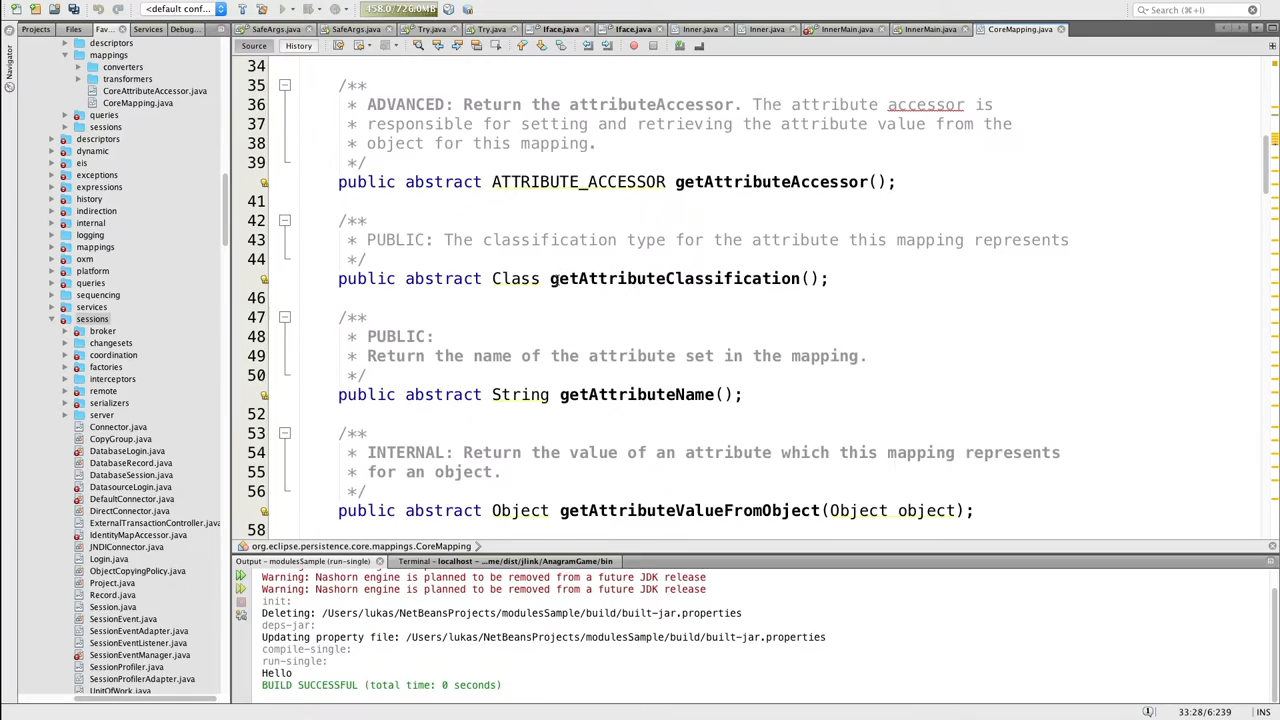 <default conf...
458.0/726.0MB
Search (⌘+I)
Projects Files Fav... Services Debug...
SafeArgs.java SafeArgs.java Try.java Try.java Iface.java Iface.java Inner.java Inner.java InnerMain.java InnerMain.java CoreMapping.java
Source History
Navigator
descriptors
mappings
converters
transformers
CoreAttributeAccessor.java
CoreMapping.java
queries
sessions
descriptors
dynamic
eis
exceptions
expressions
history
indirection
internal
logging
mappings
oxm
platform
queries
sequencing
services
sessions
broker
changesets
coordination
factories
interceptors
remote
serializers
server
Connector.java
CopyGroup.java
DatabaseLogin.java
DatabaseRecord.java
DatabaseSession.java
DatasourceLogin.java
DefaultConnector.java
DirectConnector.java
ExternalTransactionController.java
IdentityMapAccessor.java
JNDIConnector.java
Login.java
ObjectCopyingPolicy.java
Project.java
Record.java
Session.java
SessionEvent.java
SessionEventAdapter.java
SessionEventListener.java
SessionEventManager.java
SessionProfiler.java
SessionProfilerAdapter.java
UnitOfWork.java
34
35 /**
36 * ADVANCED: Return the attributeAccessor. The attribute accessor is
37 * responsible for setting and retrieving the attribute value from the
38 * object for this mapping.
39 */
public abstract ATTRIBUTE_ACCESSOR getAttributeAccessor();
41
42 /**
43 * PUBLIC: The classification type for the attribute this mapping represents
44 */
public abstract Class getAttributeClassification();
46
47 /**
48 * PUBLIC:
49 * Return the name of the attribute set in the mapping.
50 */
public abstract String getAttributeName();
52
53 /**
54 * INTERNAL: Return the value of an attribute which this mapping represents
55 * for an object.
56 */
public abstract Object getAttributeValueFromObject(Object object);
58
org.eclipse.persistence.core.mappings.CoreMapping
Output - modulesSample (run-single) Terminal - localhost - ...me/dist/jlink/AnagramGame/bin
Warning: Nashorn engine is planned to be removed from a future JDK release
Warning: Nashorn engine is planned to be removed from a future JDK release
init:
Deleting: /Users/lukas/NetBeansProjects/modulesSample/build/built-jar.properties
deps-jar:
Updating property file: /Users/lukas/NetBeansProjects/modulesSample/build/built-jar.properties
compile-single:
run-single:
Hello
BUILD SUCCESSFUL (total time: 0 seconds)
33:28/6:239 INS